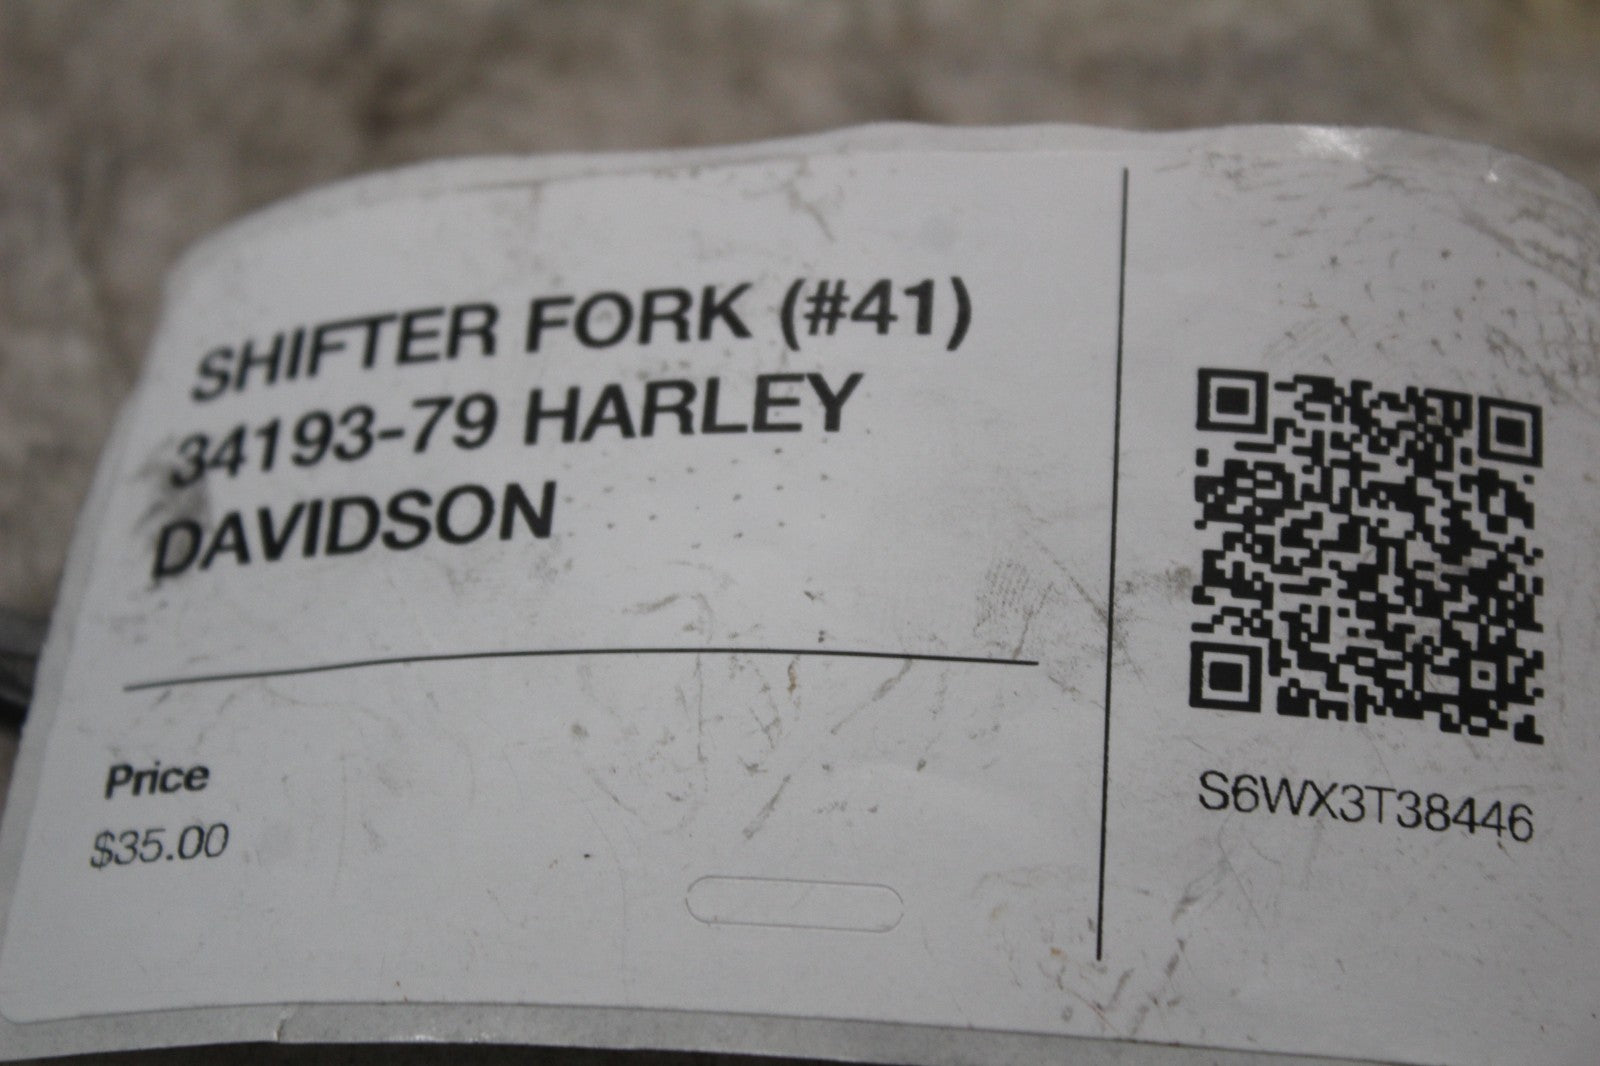 SHIFTER FORK (#41)
34193-79 HARLEY
DAVIDSON
Price
$35.00
S6WX3T38446